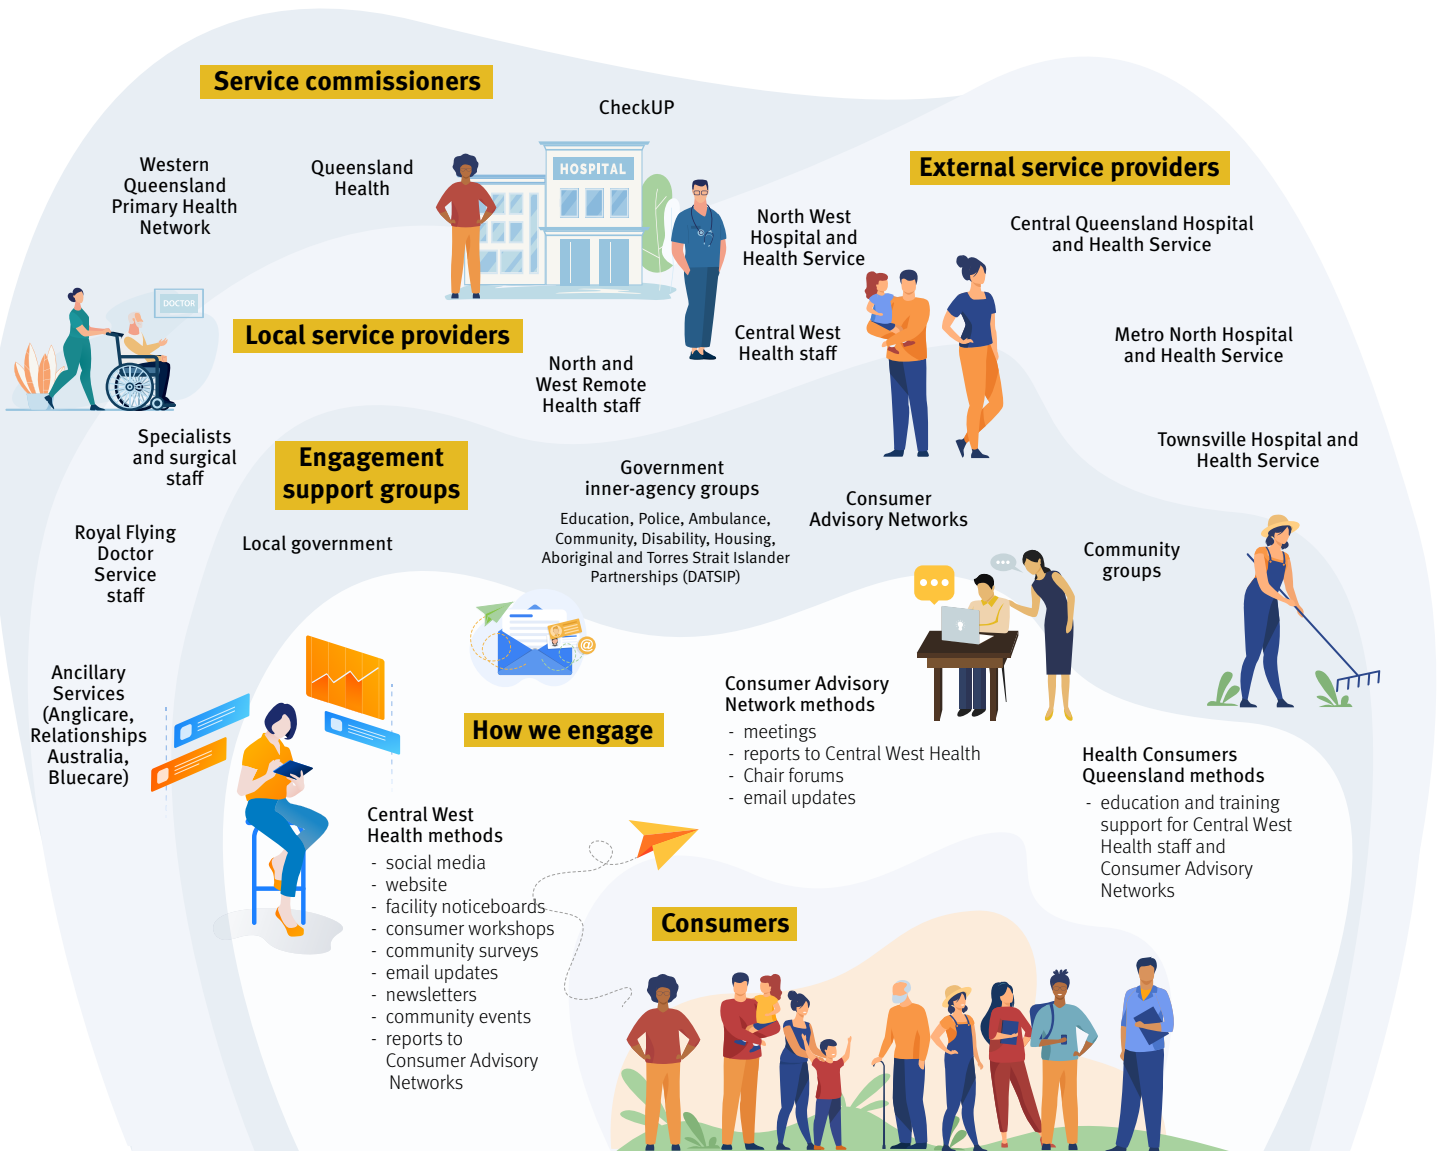 Service commissioners
CheckUP
Western
Queensland
Primary Health
Network
Queensland
Health
HOSPITAL
External service providers
North West
Hospital and
Health Service
Central Queensland Hospital
and Health Service
DOCTOR
Local service providers
Central West
Health staff
Metro North Hospital
and Health Service
North and
West Remote
Health staff
Specialists
and surgical
staff
Townsville Hospital and
Health Service
Engagement
support groups
Government
inner-agency groups
Education, Police, Ambulance,
Community, Disability, Housing,
Aboriginal and Torres Strait Islander
Partnerships (DATSIP)
Consumer
Advisory Networks
Royal Flying
Doctor
Service
staff
Local government
Community
groups
@
Ancillary
Services
(Anglicare,
Relationships
Australia,
Bluecare)
How we engage
Consumer Advisory
Network methods
- meetings
- reports to Central West Health
- Chair forums
- email updates
Health Consumers
Queensland methods
- education and training
support for Central West
Health staff and
Consumer Advisory
Networks
Central West
Health methods
- social media
- website
- facility noticeboards
- consumer workshops
- community surveys
- email updates
- newsletters
- community events
- reports to
Consumer Advisory
Networks
Consumers